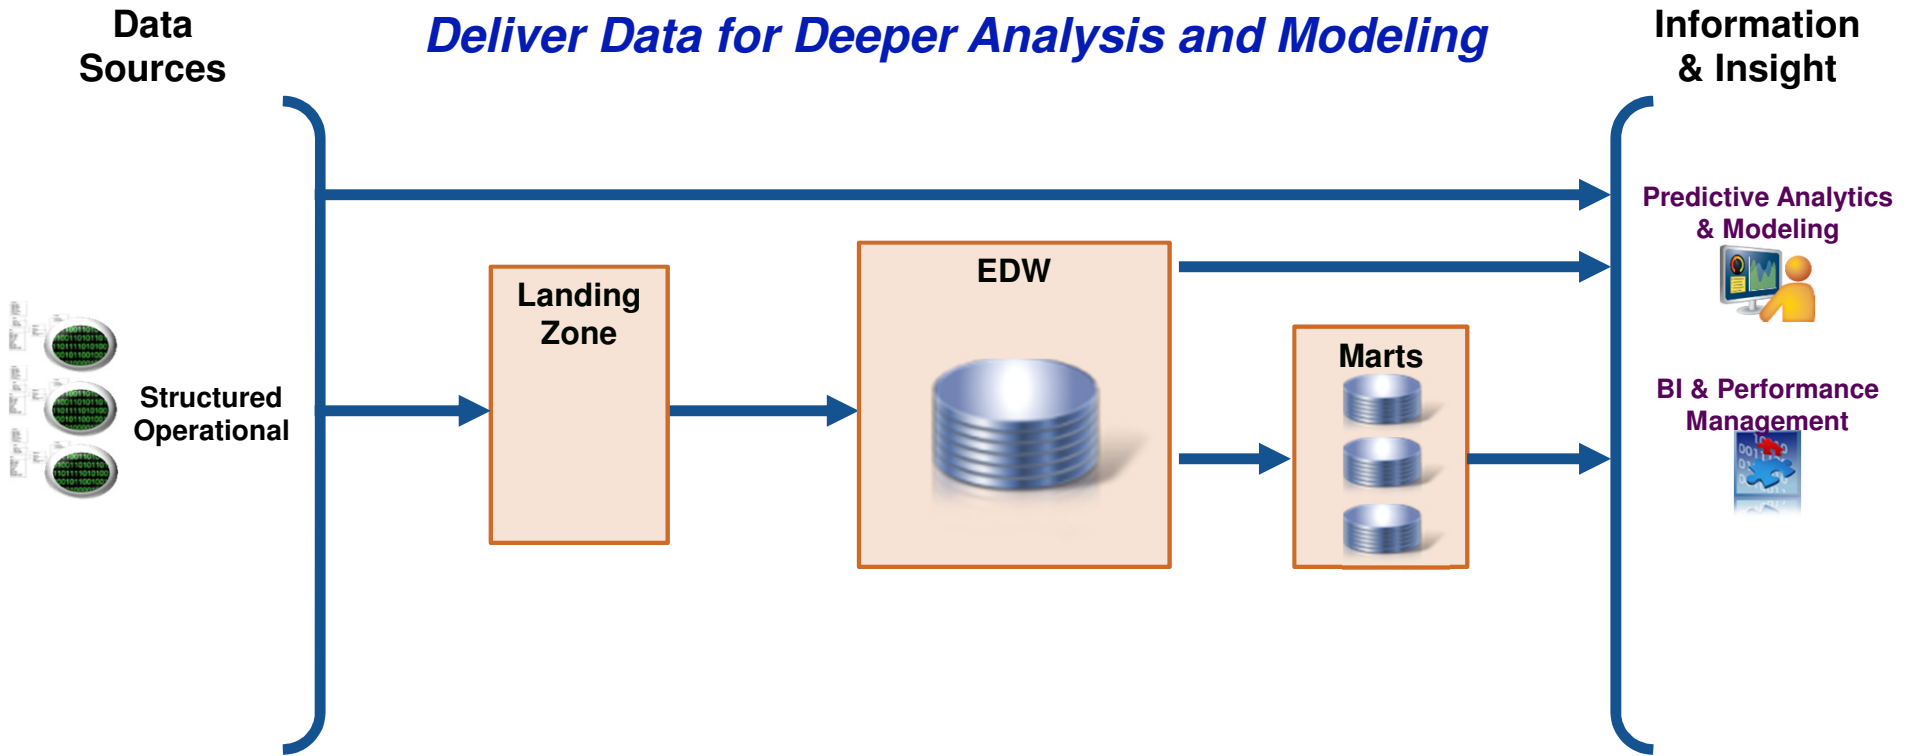 Data
Sources
Deliver Data for Deeper Analysis and Modeling
Information
& Insight
Predictive Analytics
& Modeling
Landing
Zone
EDW
Marts
Structured
Operational
BI & Performance
Management